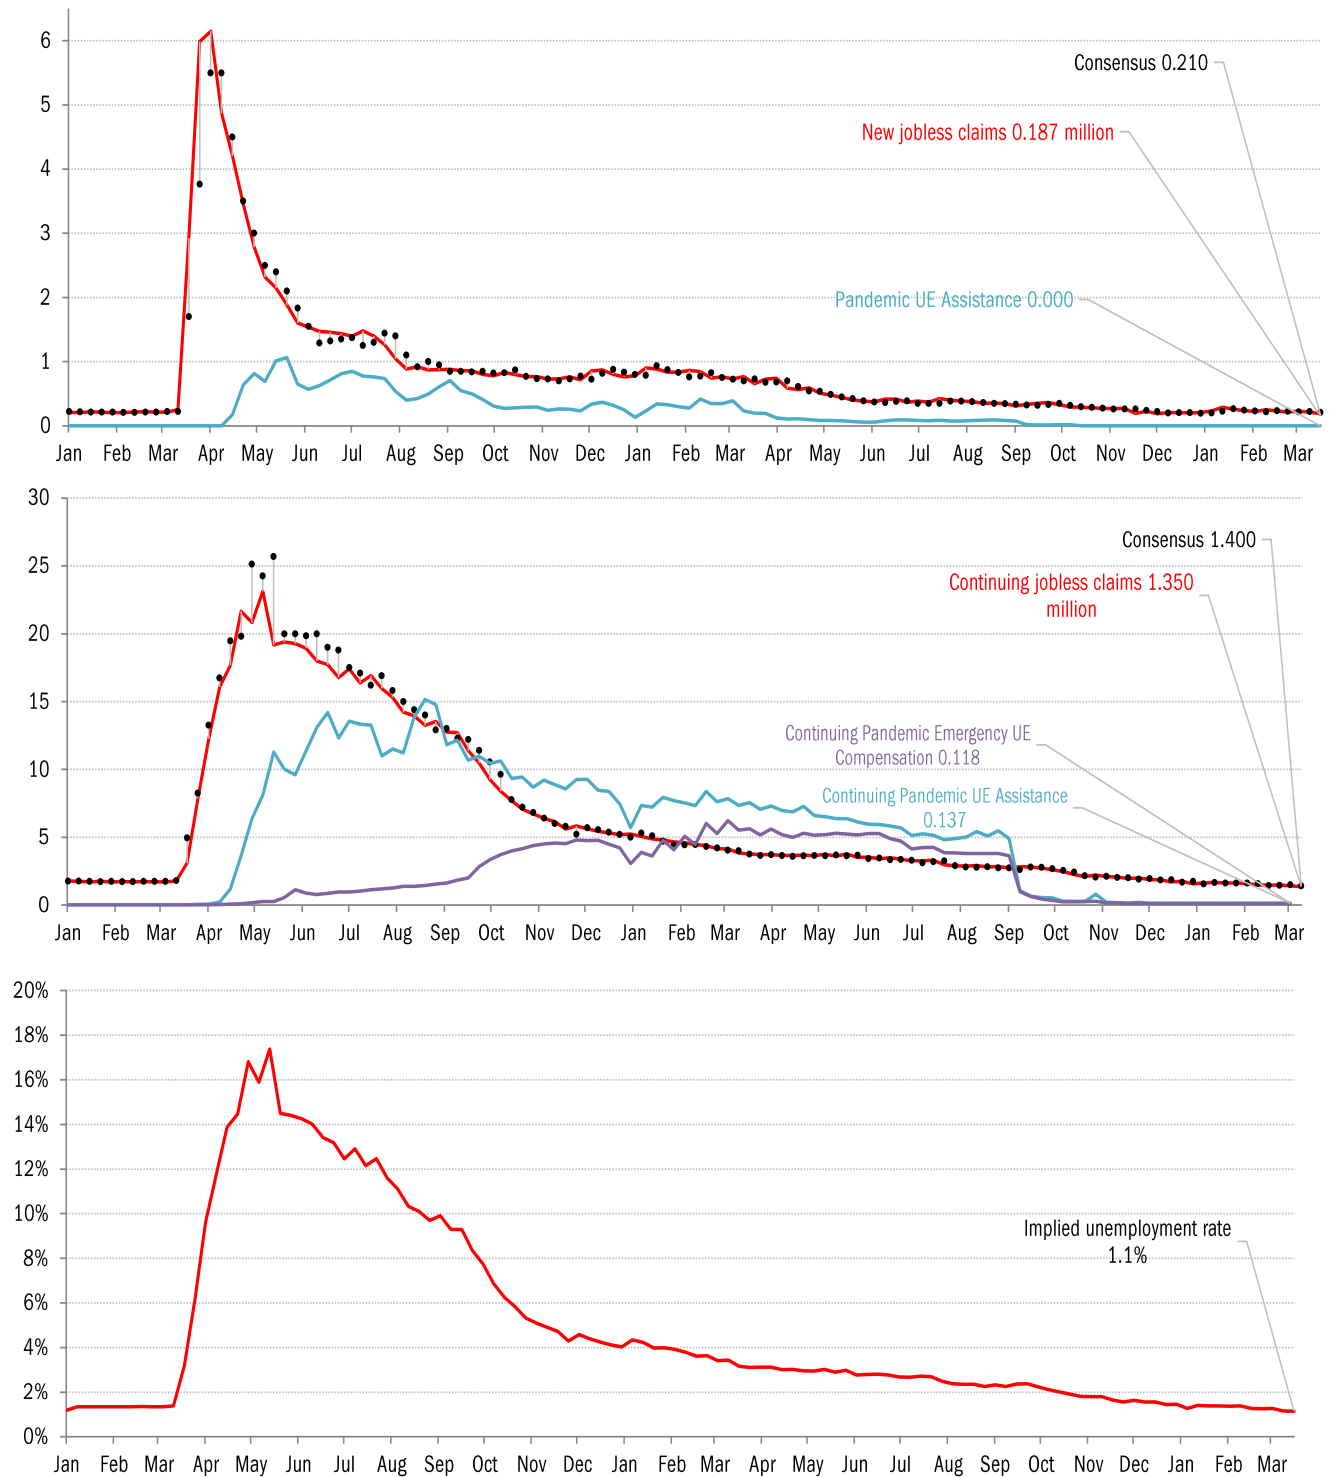 6
Consensus 0.210
5
New jobless claims 0.187 million
4
3
2
Pandemic UE Assistance 0.000
1
0
Jan Feb Mar Apr May Jun Jul Aug Sep Oct Nov Dec Jan Feb Mar Apr May Jun Jul Aug Sep Oct Nov Dec Jan Feb Mar
30
Consensus 1.400
25
Continuing jobless claims 1.350
million
20
15
Continuing Pandemic Emergency UE
Compensation 0.118
10
Continuing Pandemic UE Assistance
0.137
5
0
Jan Feb Mar Apr May Jun Jul Aug Sep Oct Nov Dec Jan Feb Mar Apr May Jun Jul Aug Sep Oct Nov Dec Jan Feb Mar
20%
18%
16%
14%
12%
10%
Implied unemployment rate
1.1%
8%
6%
4%
2%
0%
Jan Feb Mar Apr May Jun Jul Aug Sep Oct Nov Dec Jan Feb Mar Apr May Jun Jul Aug Sep Oct Nov Dec Jan Feb Mar